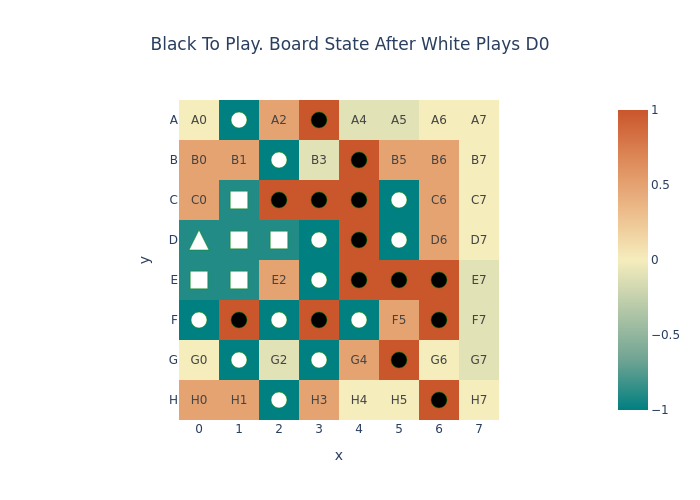 Black To Play. Board State After White Plays D0
A A0 A2 A4 A5 A6 A7
B B0 B1 B3 B5 B6 B7
C C0 C6 C7
D D6 D7
E E2 E7
F F5 F7
G G0 G2 G4 G6 G7
H H0 H1 H3 H4 H5 H7
0 1 2 3 4 5 6 7
x
y
1
0.5
0
−0.5
−1